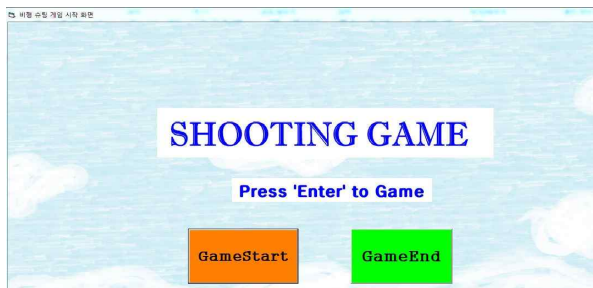 비행 슈팅 게임 시작 화면
SHOOTING GAME
Press 'Enter' to Game
GameStart
GameEnd